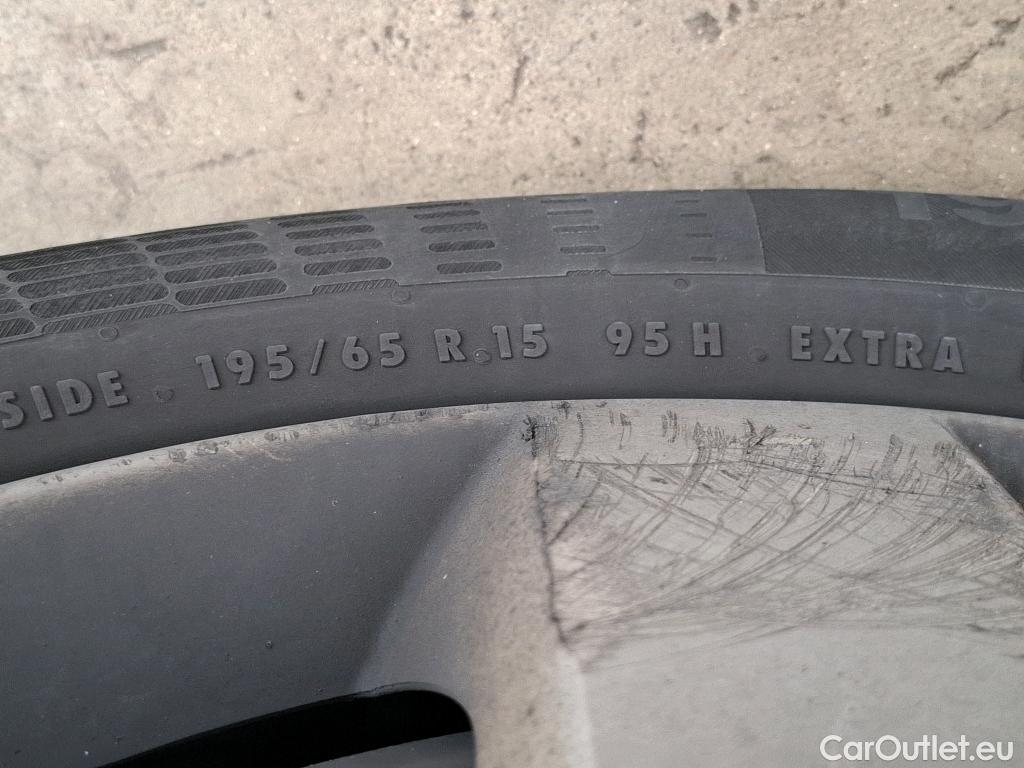 SIDE 195/65 R 15 95 H EXTRA
CarOutlet.eu